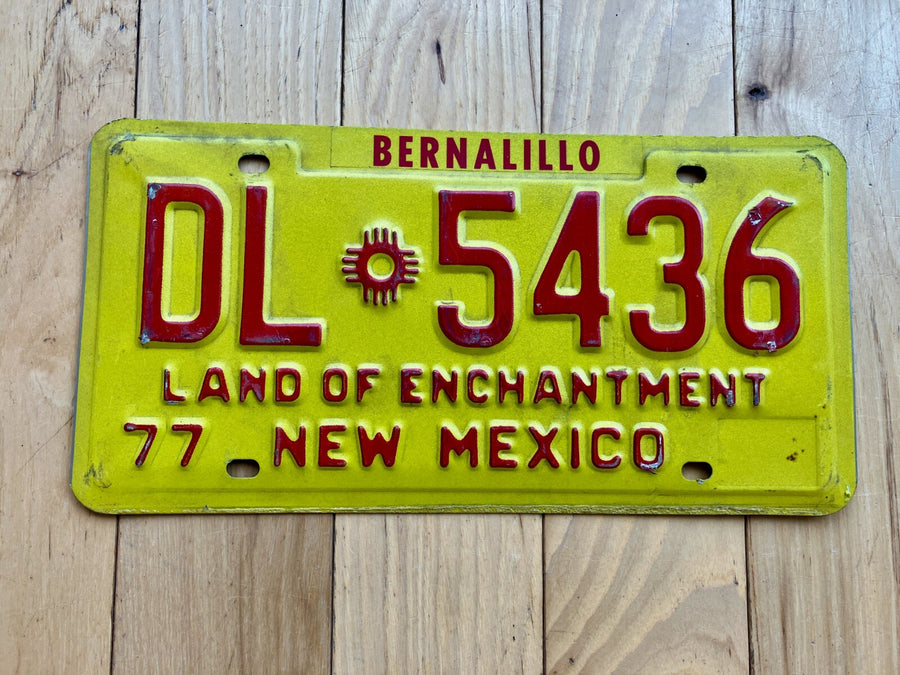 BERNALILLO
DL 5436
LAND OF ENCHANTMENT
77 NEW MEXICO